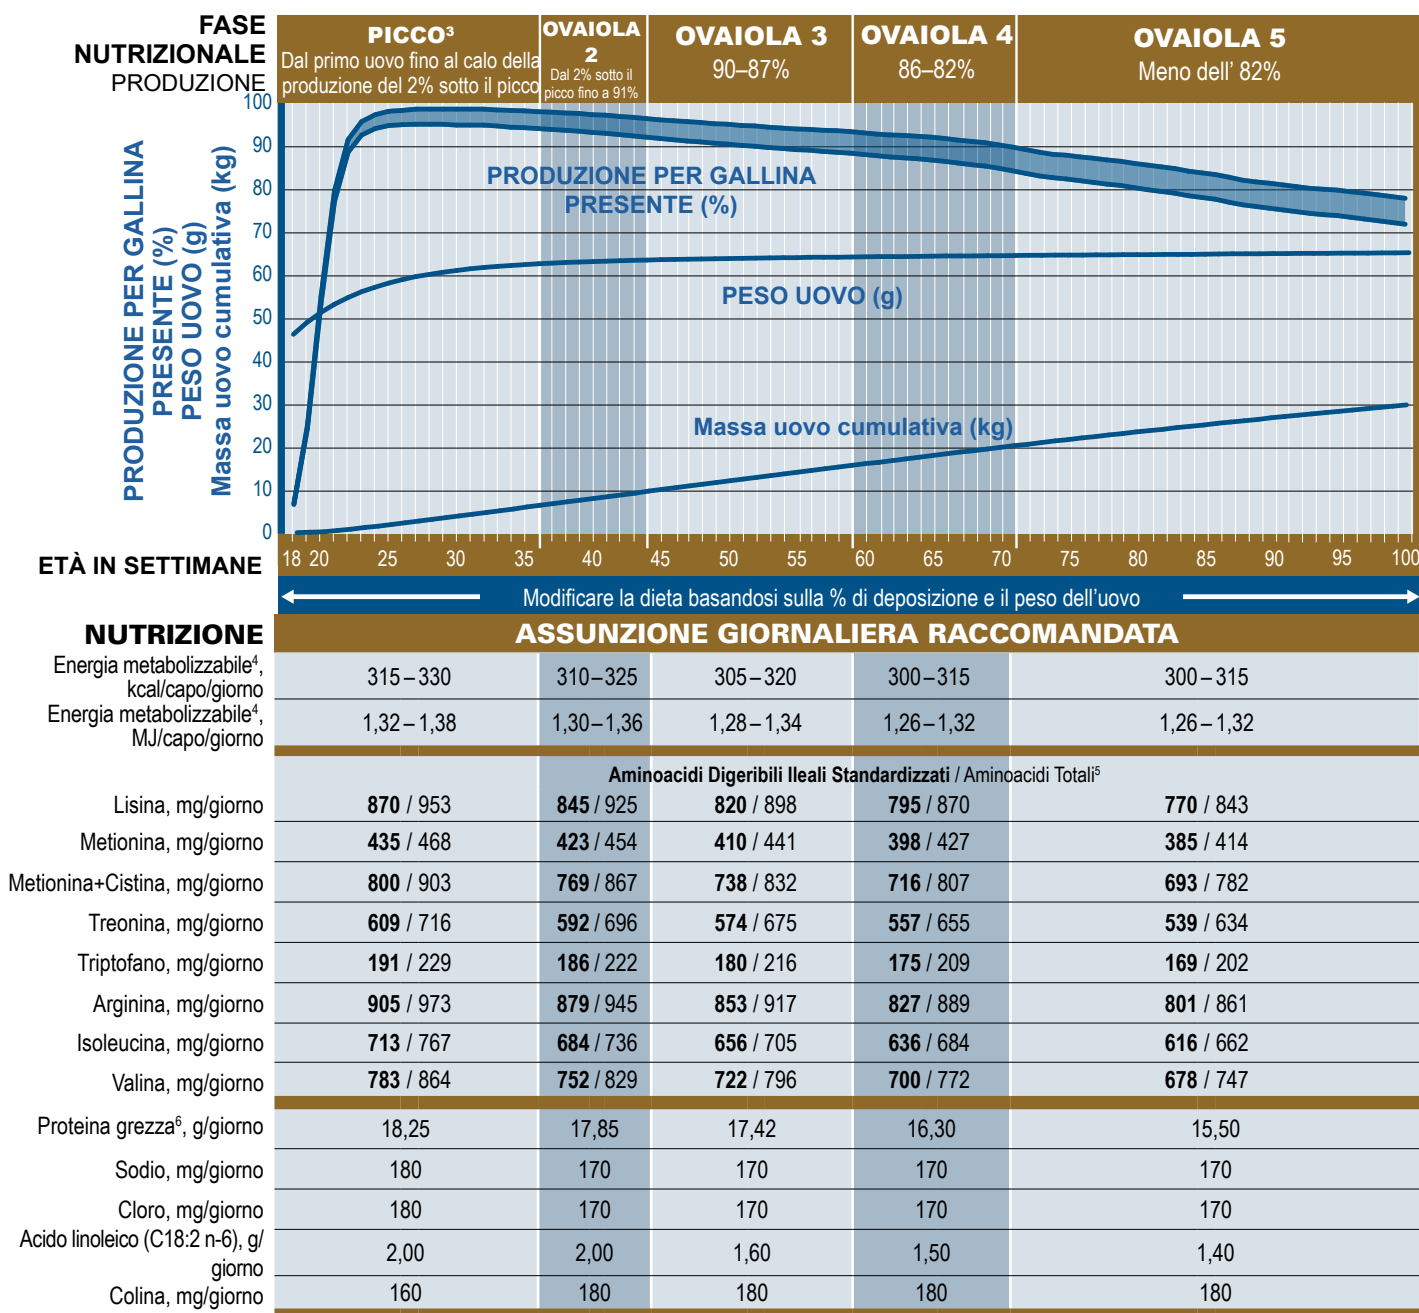 FASE
NUTRIZIONALE
PRODUZIONE
PICCO³
Dal primo uovo fino al calo della
produzione del 2% sotto il picco
OVAIOLA
2
Dal 2% sotto il
picco fino a 91%
OVAIOLA 3
90–87%
OVAIOLA 4
86–82%
OVAIOLA 5
Meno dell' 82%
PRODUZIONE PER GALLINA
PRESENTE (%)
PESO UOVO (g)
Massa uovo cumulativa (kg)
100
90
80
70
60
50
40
30
20
10
0
PRODUZIONE PER GALLINA
PRESENTE (%)
PESO UOVO (g)
Massa uovo cumulativa (kg)
ETÀ IN SETTIMANE
18 20 25 30 35 40 45 50 55 60 65 70 75 80 85 90 95 100
Modificare la dieta basandosi sulla % di deposizione e il peso dell'uovo
NUTRIZIONE
ASSUNZIONE GIORNALIERA RACCOMANDATA
Energia metabolizzabile⁴,
kcal/capo/giorno
315–330 310–325 305–320 300–315 300–315
Energia metabolizzabile⁴,
MJ/capo/giorno
1,32–1,38 1,30–1,36 1,28–1,34 1,26–1,32 1,26–1,32
Aminoacidi Digeribili Ileali Standardizzati / Aminoacidi Totali⁵
Lisina, mg/giorno 870 / 953 845 / 925 820 / 898 795 / 870 770 / 843
Metionina, mg/giorno 435 / 468 423 / 454 410 / 441 398 / 427 385 / 414
Metionina+Cistina, mg/giorno 800 / 903 769 / 867 738 / 832 716 / 807 693 / 782
Treonina, mg/giorno 609 / 716 592 / 696 574 / 675 557 / 655 539 / 634
Triptofano, mg/giorno 191 / 229 186 / 222 180 / 216 175 / 209 169 / 202
Arginina, mg/giorno 905 / 973 879 / 945 853 / 917 827 / 889 801 / 861
Isoleucina, mg/giorno 713 / 767 684 / 736 656 / 705 636 / 684 616 / 662
Valina, mg/giorno 783 / 864 752 / 829 722 / 796 700 / 772 678 / 747
Proteina grezza⁶, g/giorno 18,25 17,85 17,42 16,30 15,50
Sodio, mg/giorno 180 170 170 170 170
Cloro, mg/giorno 180 170 170 170 170
Acido linoleico (C18:2 n-6), g/
giorno
2,00 2,00 1,60 1,50 1,40
Colina, mg/giorno 160 180 180 180 180